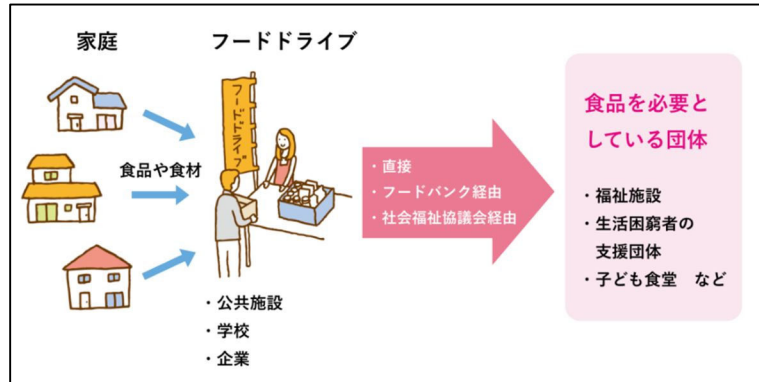 家庭
フードドライブ
フードドライブ
食品や食材
・公共施設
・学校
・企業
・直接
・フードバンク経由
・社会福祉協議会経由
食品を必要と
している団体
・福祉施設
・生活困窮者の
支援団体
・子ども食堂 など